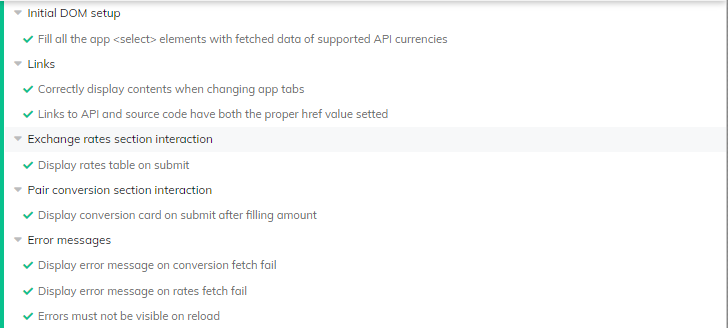 Initial DOM setup
Fill all the app <select> elements with fetched data of supported API currencies
Links
Correctly display contents when changing app tabs
Links to API and source code have both the proper href value setted
Exchange rates section interaction
Display rates table on submit
Pair conversion section interaction
Display conversion card on submit after filling amount
Error messages
Display error message on conversion fetch fail
Display error message on rates fetch fail
Errors must not be visible on reload